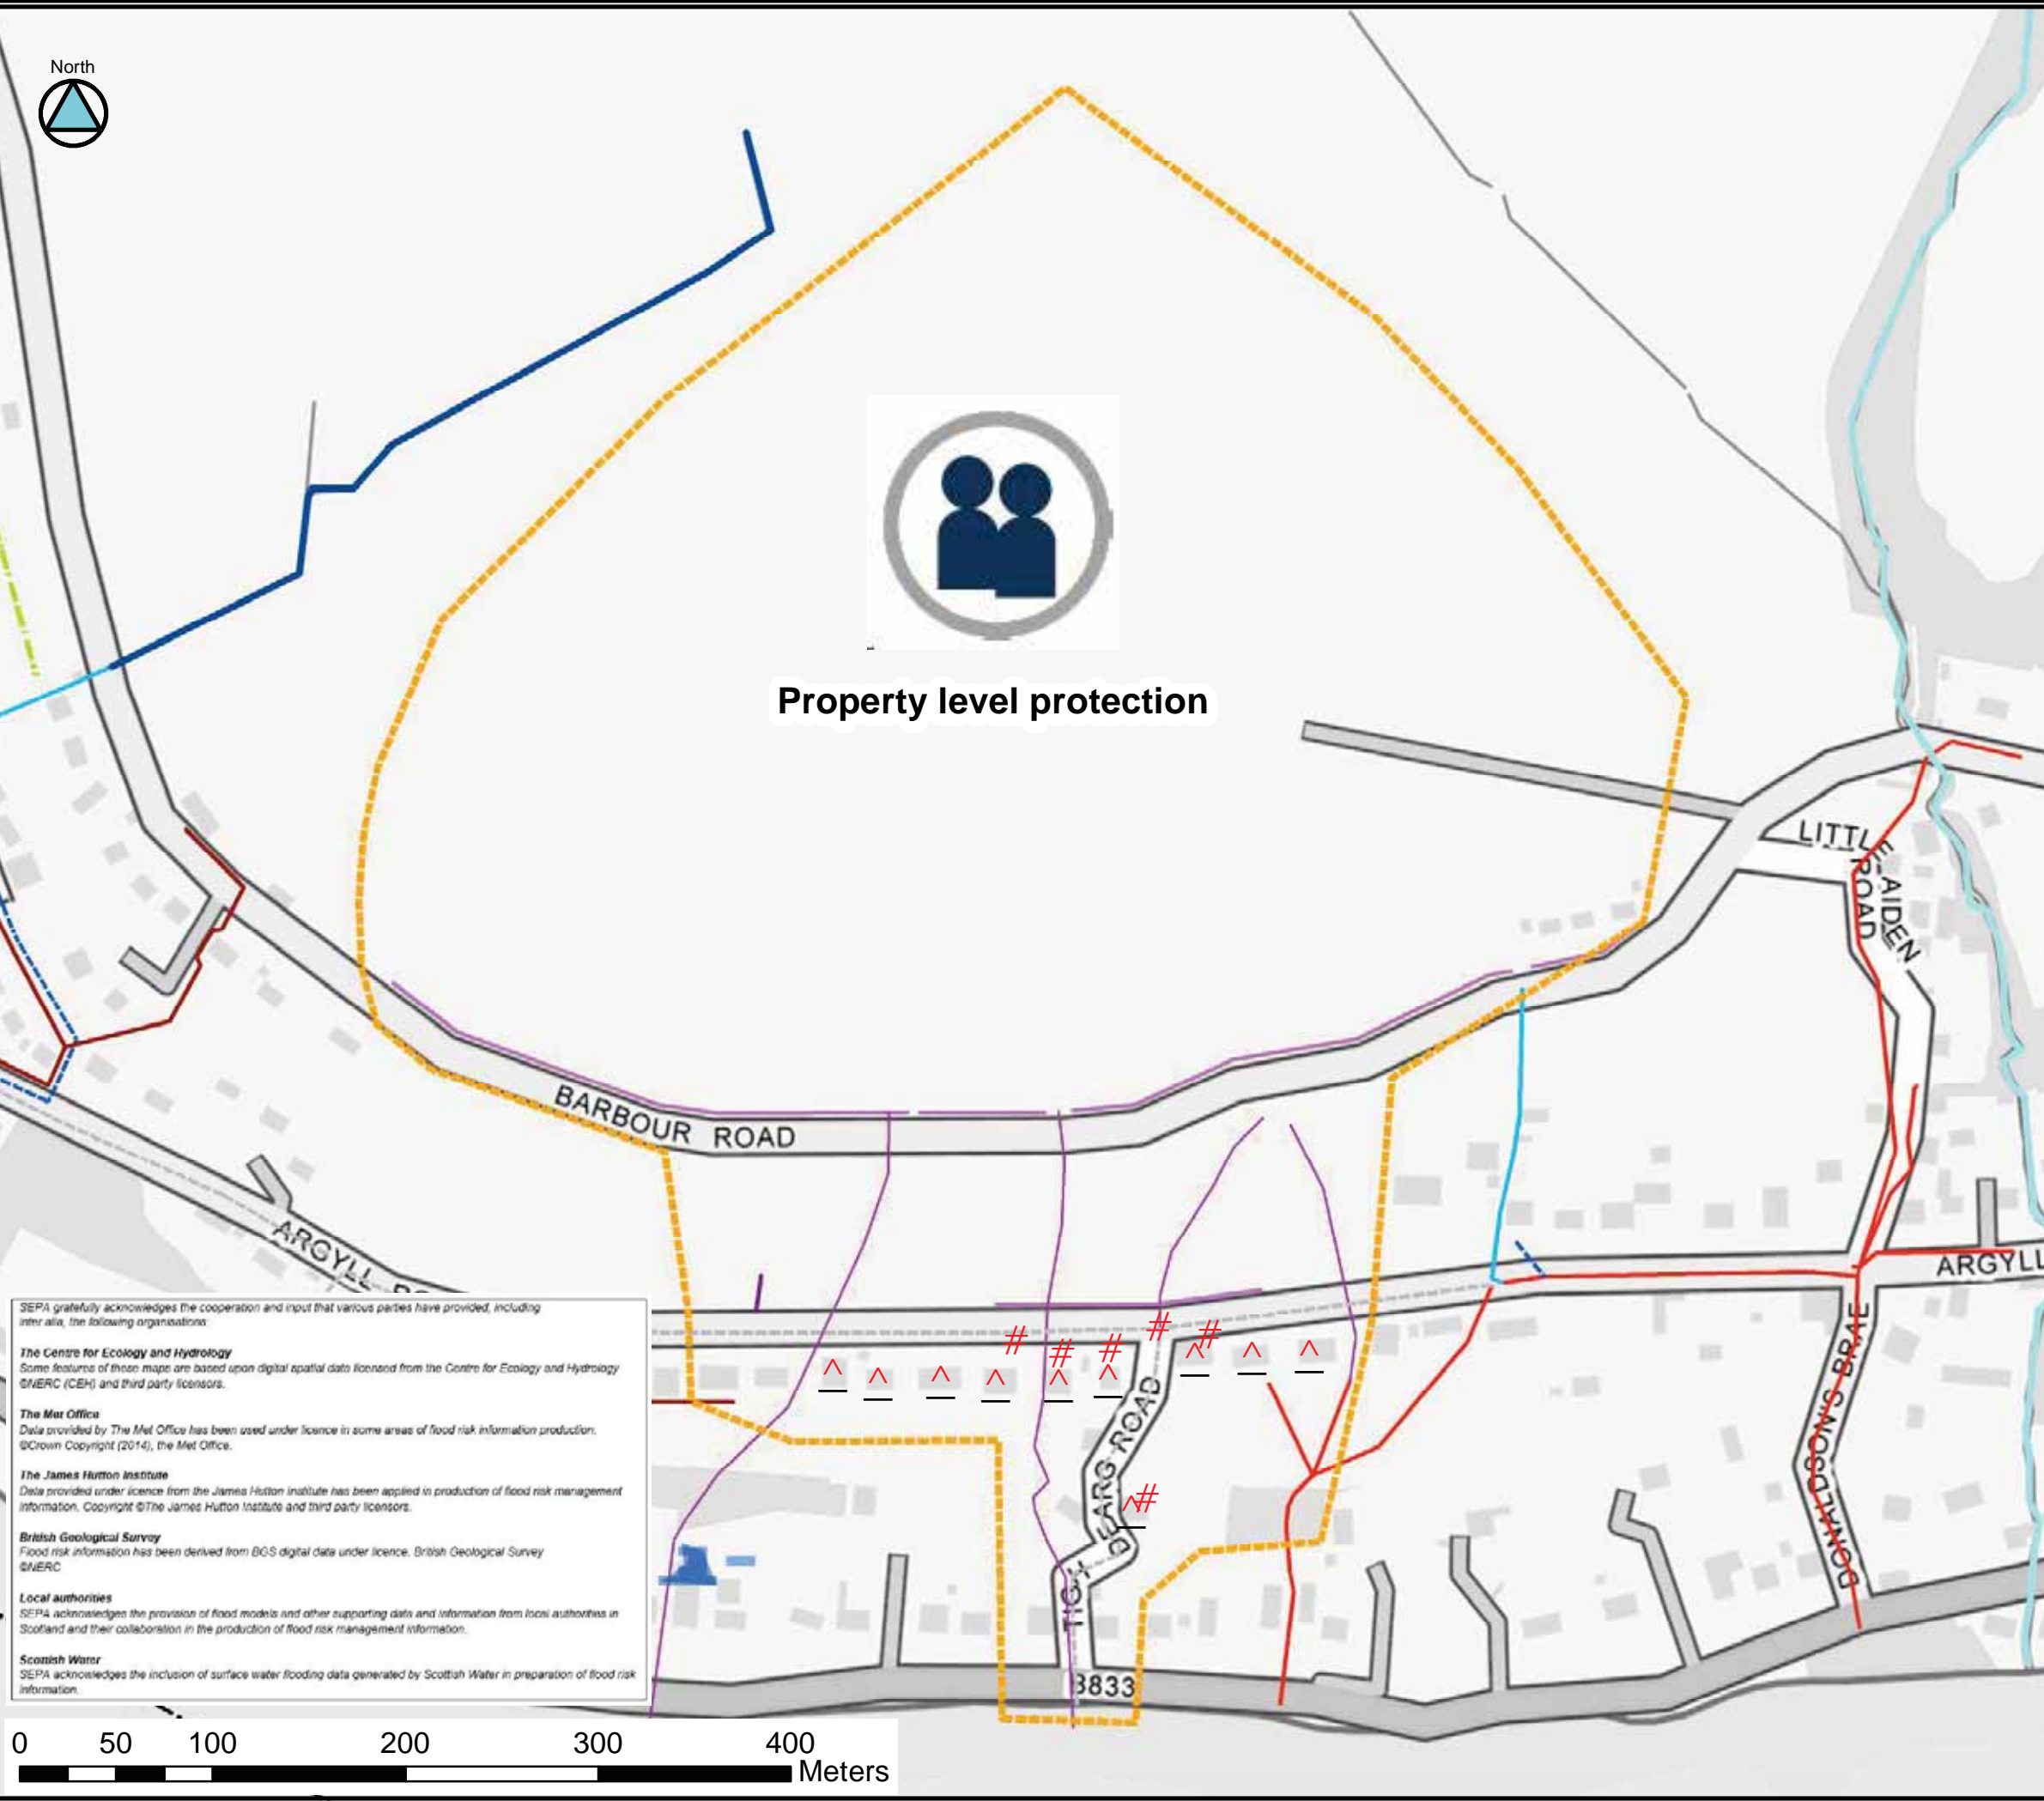 North
Property level protection
LITTLE AIDEN
ROAD
BARBOUR ROAD
ARGYLL RO
ARGYLL
DONALDSON'S BRAE
TIGH DEARG ROAD
B833
SEPA gratefully acknowledges the cooperation and input that various parties have provided, including
inter alia, the following organisations:
The Centre for Ecology and Hydrology
Some features of these maps are based upon digital spatial data licensed from the Centre for Ecology and Hydrology
©NERC (CEH) and third party licensors.
The Met Office
Data provided by The Met Office has been used under licence in some areas of flood risk information production.
©Crown Copyright (2014), the Met Office.
The James Hutton Institute
Data provided under licence from the James Hutton Institute has been applied in production of flood risk management
information. Copyright ©The James Hutton Institute and third party licensors.
British Geological Survey
Flood risk information has been derived from BGS digital data under licence. British Geological Survey
©NERC
Local authorities
SEPA acknowledges the provision of flood models and other supporting data and information from local authorities in
Scotland and their collaboration in the production of flood risk management information.
Scottish Water
SEPA acknowledges the inclusion of surface water flooding data generated by Scottish Water in preparation of flood risk
information.
0 50 100 200 300 400
Meters